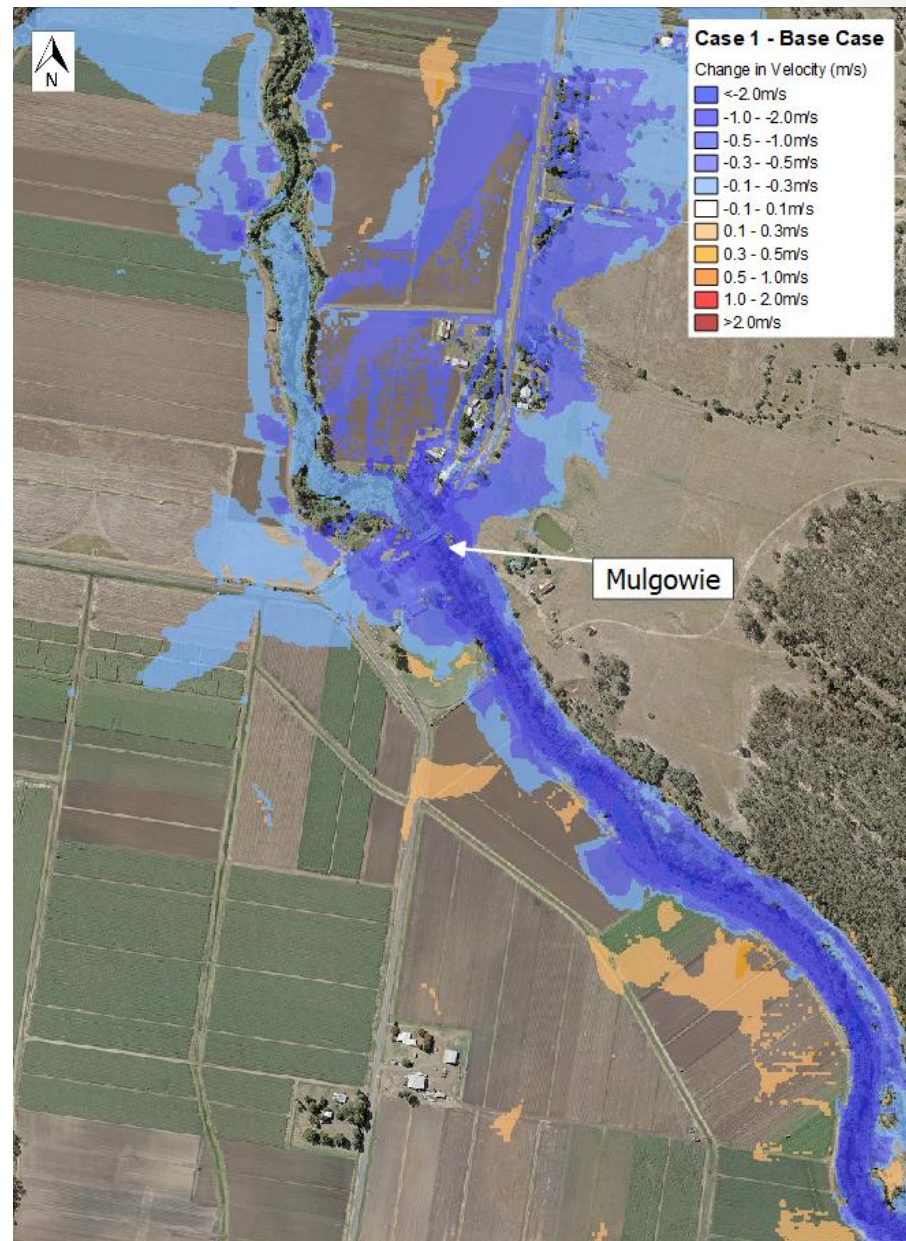 N
Case 1 - Base Case
Change in Velocity (m/s)
<-2.0m/s
-1.0 - -2.0m/s
-0.5 - -1.0m/s
-0.3 - -0.5m/s
-0.1 - -0.3m/s
-0.1 - 0.1m/s
0.1 - 0.3m/s
0.3 - 0.5m/s
0.5 - 1.0m/s
1.0 - 2.0m/s
>2.0m/s
Mulgowie